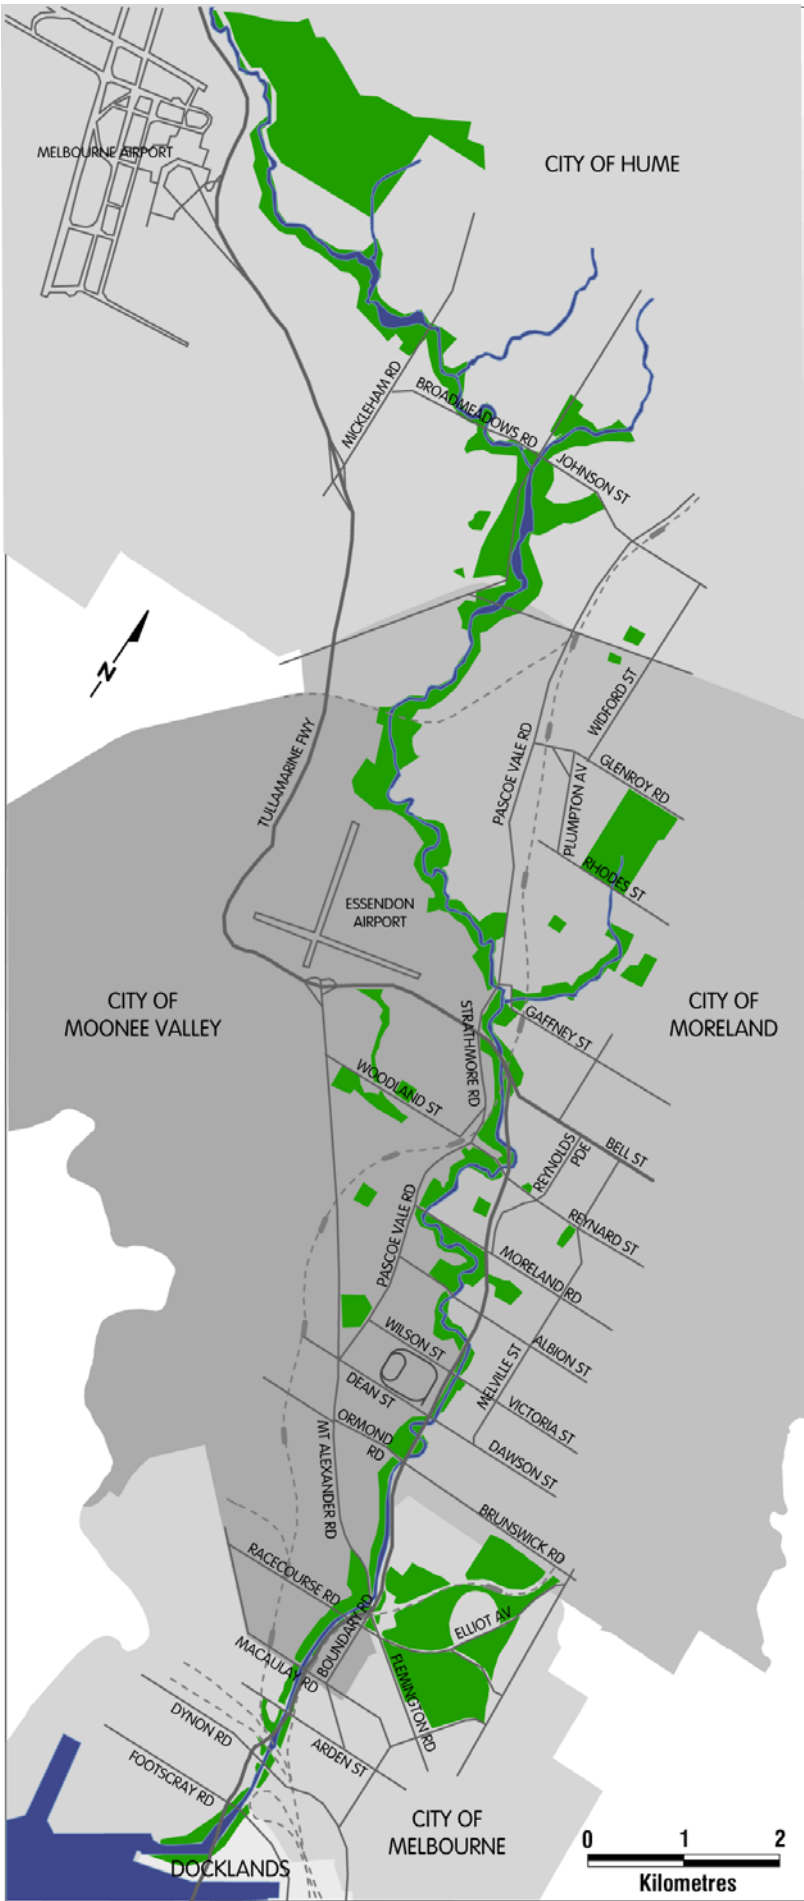 MELBOURNE AIRPORT
CITY OF HUME
MICKLEHAM RD
BROADMEADOWS RD
JOHNSON ST
N
WIDFORD ST
PASCOE VALE RD
TULLAMARINE FWY
GLENROY RD
PLUMPTON AV
RHODES ST
ESSENDON
AIRPORT
CITY OF
MOONEE VALLEY
CITY OF
MORELAND
STRATHMORE RD
GAFFNEY ST
WOODLAND ST
BELL ST
REYNOLDS
PDE
PASCOE VALE RD
REYNARD ST
MORELAND RD
WILSON ST
ALBION ST
MELVILLE ST
DEAN ST
VICTORIA ST
ORMOND
RD
DAWSON ST
MT ALEXANDER RD
BRUNSWICK RD
RACECOURSE RD
BOUNDARY RD
ELLIOT AV
MACAULAY RD
FLEMINGTON RD
DYNON RD
ARDEN ST
FOOTSCRAY RD
CITY OF
MELBOURNE
DOCKLANDS
0 1 2
Kilometres